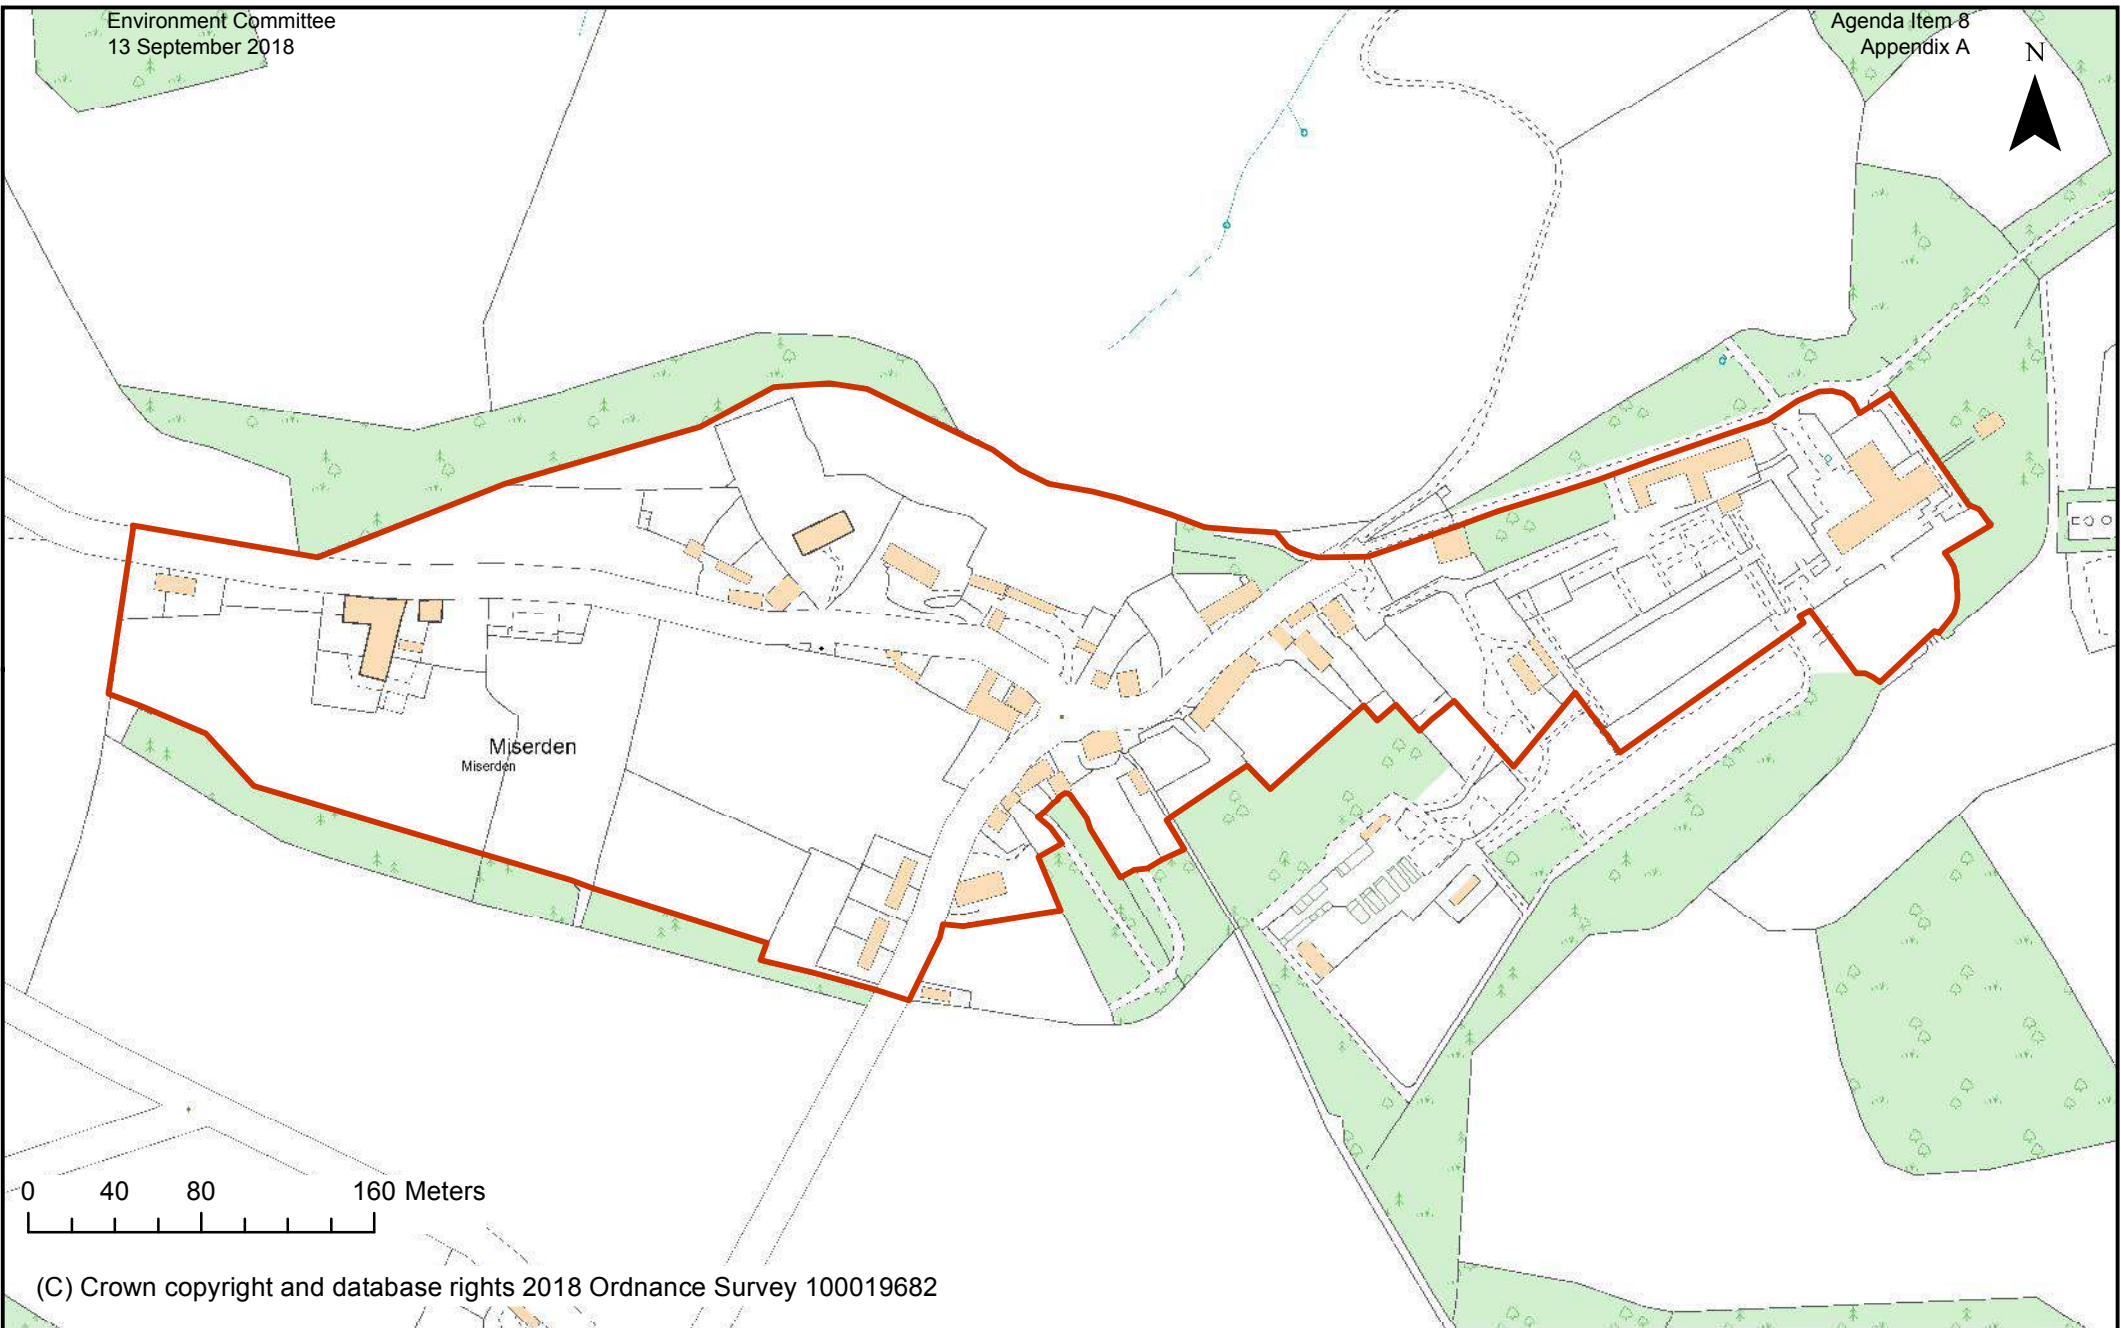 Environment Committee
13 September 2018
Agenda Item 8
Appendix A
N
Miserden
Miserden
0 40 80 160 Meters
(C) Crown copyright and database rights 2018 Ordnance Survey 100019682